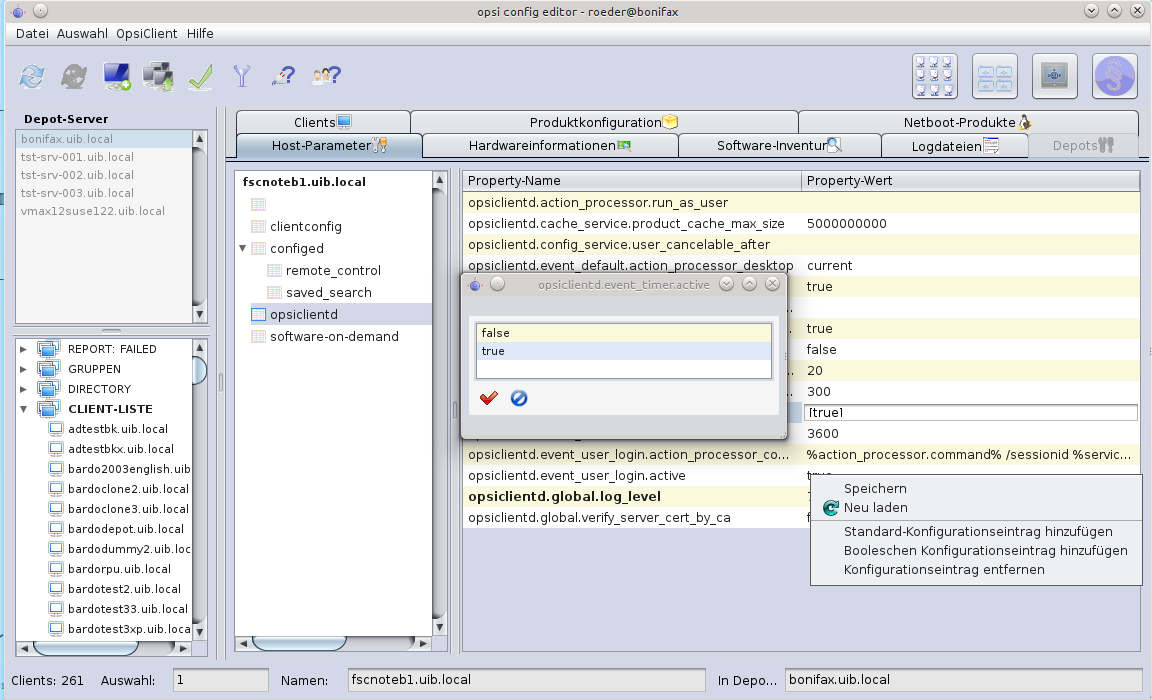 opsi config editor - roeder@bonifax
Datei Auswahl OpsiClient Hilfe
Depot-Server
bonifax.uib.local
tst-srv-001.uib.local
tst-srv-002.uib.local
tst-srv-003.uib.local
vmax12suse122.uib.local
REPORT: FAILED
GRUPPEN
DIRECTORY
CLIENT-LISTE
adtestbk.uib.local
adtestbkx.uib.local
bardo2003english.uib
bardoclone2.uib.local
bardoclone3.uib.local
bardodepot.uib.local
bardodummy2.uib.loc
bardorpu.uib.local
bardotest2.uib.local
bardotest33.uib.local
bardotest3xp.uib.loca
Clients Produktkonfiguration Netboot-Produkte
Host-Parameter Hardwareinformationen Software-Inventur Logdateien Depots
fscnoteb1.uib.local
clientconfig
configed
remote_control
saved_search
opsiclientd
software-on-demand
Property-Name Property-Wert
opsiclientd.action_processor.run_as_user
opsiclientd.cache_service.product_cache_max_size 5000000000
opsiclientd.config_service.user_cancelable_after
opsiclientd.event_default.action_processor_desktop current
true
true
false
20
300
[true]
3600
opsiclientd.event_user_login.action_processor_co... %action_processor.command% /sessionid %servic...
opsiclientd.event_user_login.active
opsiclientd.global.log_level
opsiclientd.global.verify_server_cert_by_ca
opsiclientd.event_timer.active
false
true
Speichern
Neu laden
Standard-Konfigurationseintrag hinzufügen
Booleschen Konfigurationseintrag hinzufügen
Konfigurationseintrag entfernen
Clients: 261 Auswahl: 1 Namen: fscnoteb1.uib.local In Depo... bonifax.uib.local